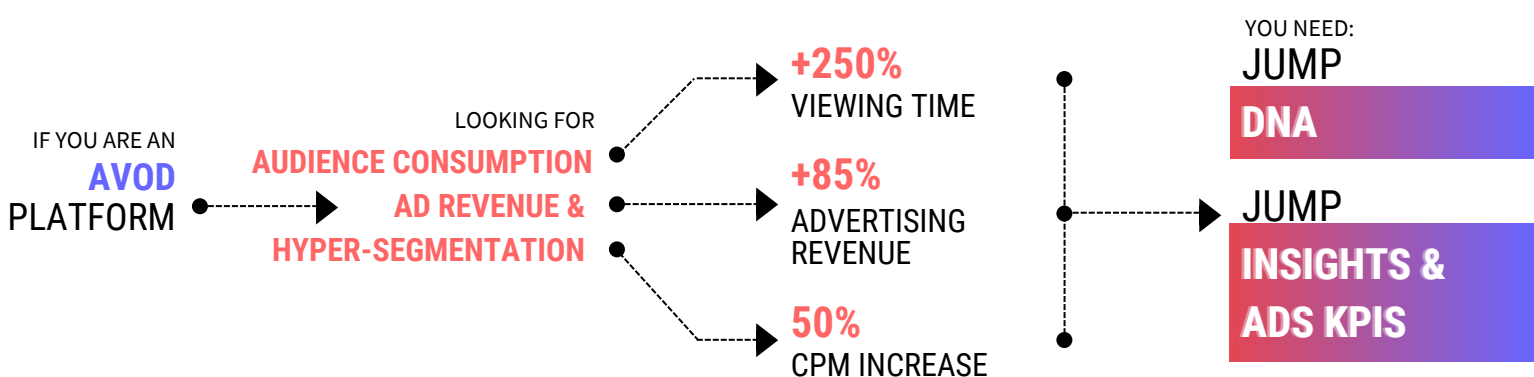 IF YOU ARE AN
AVOD
PLATFORM
LOOKING FOR
AUDIENCE CONSUMPTION
AD REVENUE &
HYPER-SEGMENTATION
+250%
VIEWING TIME
+85%
ADVERTISING
REVENUE
50%
CPM INCREASE
YOU NEED:
JUMP
DNA
JUMP
INSIGHTS &
ADS KPIS